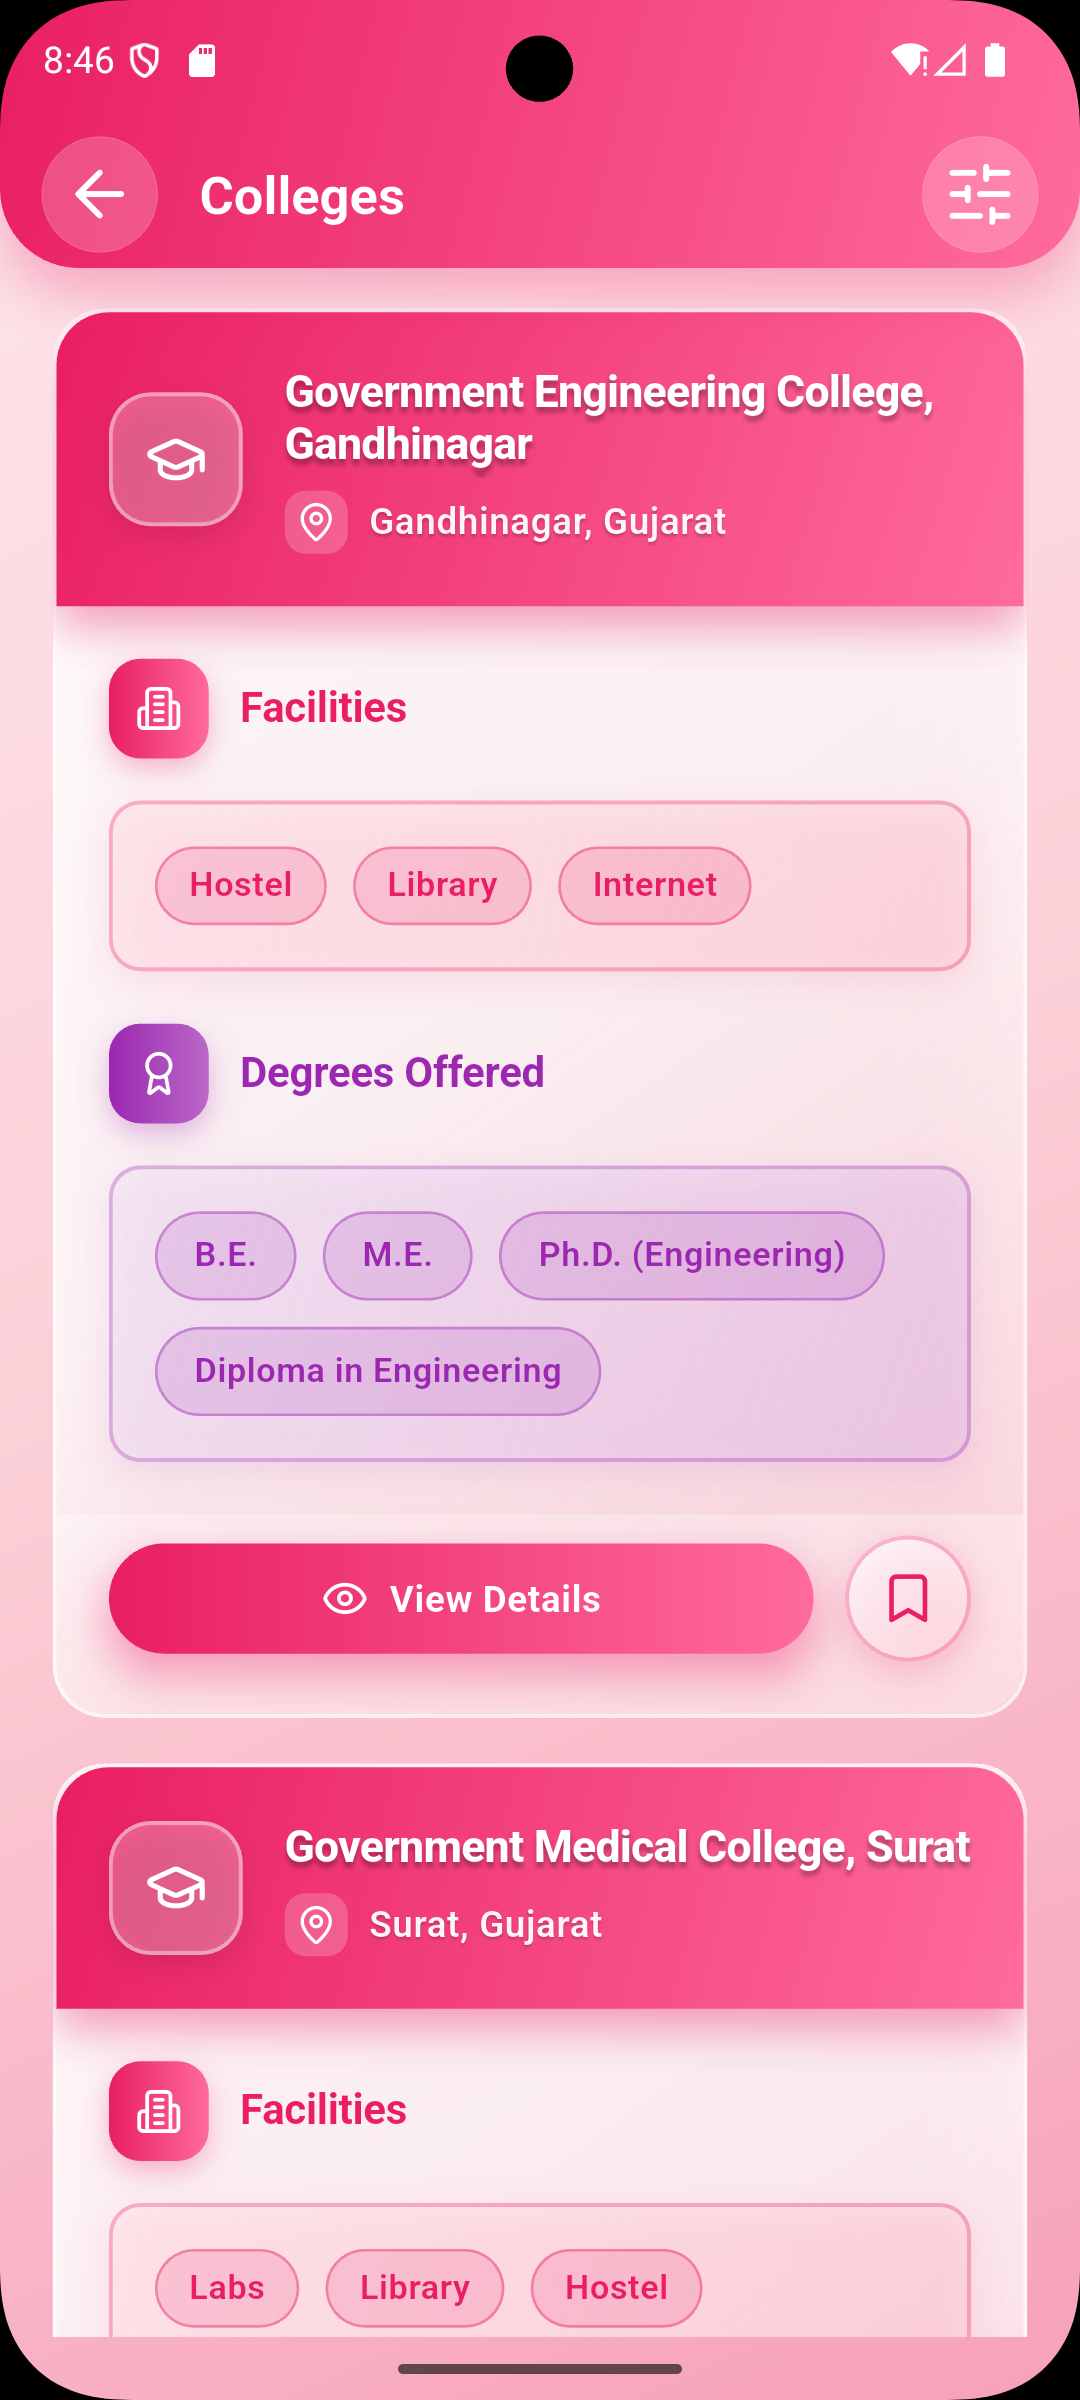 8:46
Colleges
Government Engineering College,
Gandhinagar
Gandhinagar, Gujarat
Facilities
Hostel Library Internet
Degrees Offered
B.E. M.E. Ph.D. (Engineering)
Diploma in Engineering
View Details
Government Medical College, Surat
Surat, Gujarat
Facilities
Labs Library Hostel